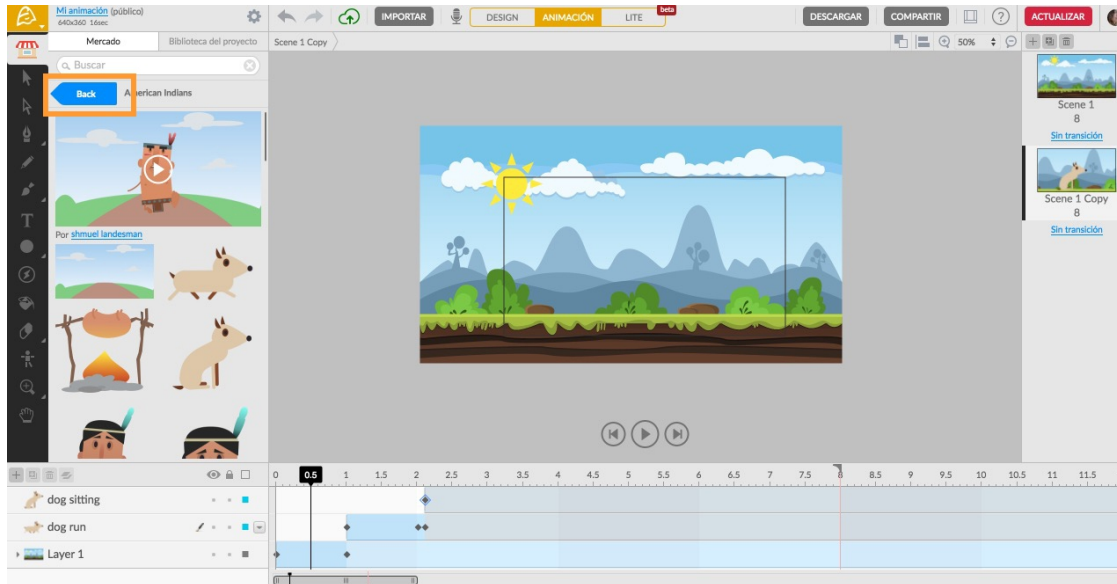 Mi animación (público)
640x360 16sec
IMPORTAR
DESIGN
ANIMACIÓN
LITE
beta
DESCARGAR
COMPARTIR
?
ACTUALIZAR
Mercado
Biblioteca del proyecto
Scene 1 Copy
50%
Buscar
Back
American Indians
Por shmuel landesman
Scene 1
8
Sin transición
Scene 1 Copy
8
Sin transición
T
0 0.5 1 1.5 2 2.5 3 3.5 4 4.5 5 5.5 6 6.5 7 7.5 8 8.5 9 9.5 10 10.5 11 11.5
dog sitting
dog run
Layer 1